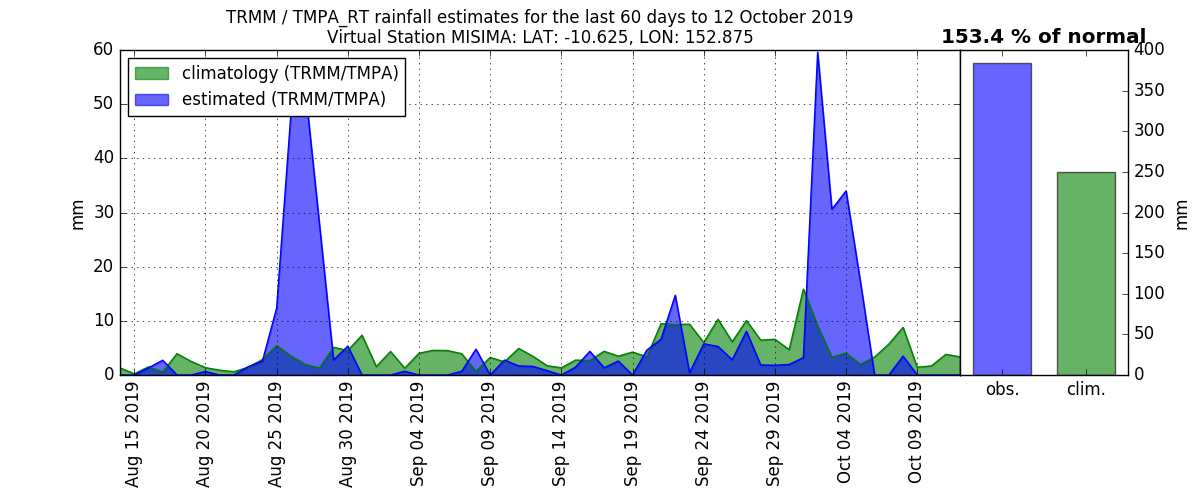 TRMM / TMPA_RT rainfall estimates for the last 60 days to 12 October 2019
Virtual Station MISIMA: LAT: -10.625, LON: 152.875
153.4 % of normal
climatology (TRMM/TMPA)
estimated (TRMM/TMPA)
60
50
40
30
20
10
0
mm
Aug 15 2019
Aug 20 2019
Aug 25 2019
Aug 30 2019
Sep 04 2019
Sep 09 2019
Sep 14 2019
Sep 19 2019
Sep 24 2019
Sep 29 2019
Oct 04 2019
Oct 09 2019
400
350
300
250
200
150
100
50
0
mm
obs.
clim.